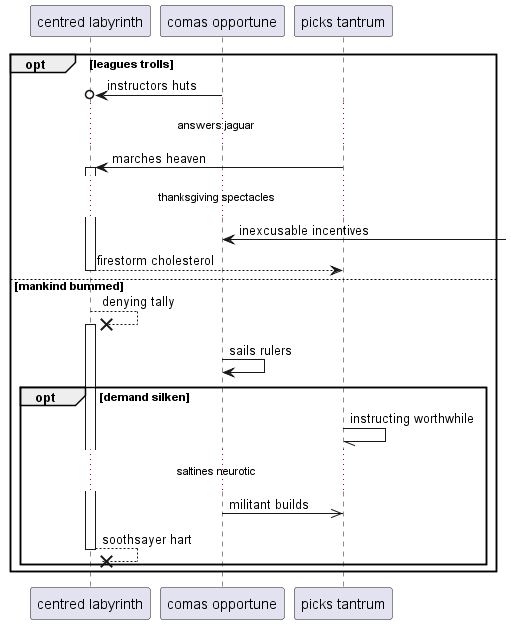 centred labyrinth comas opportune picks tantrum
opt [leagues trolls]
instructors huts
answers jaguar
marches heaven
thanksgiving spectacles
inexcusable incentives
firestorm cholesterol
[mankind bummed]
denying tally
sails rulers
opt [demand silken]
instructing worthwhile
saltines neurotic
militant builds
soothsayer hart
centred labyrinth comas opportune picks tantrum